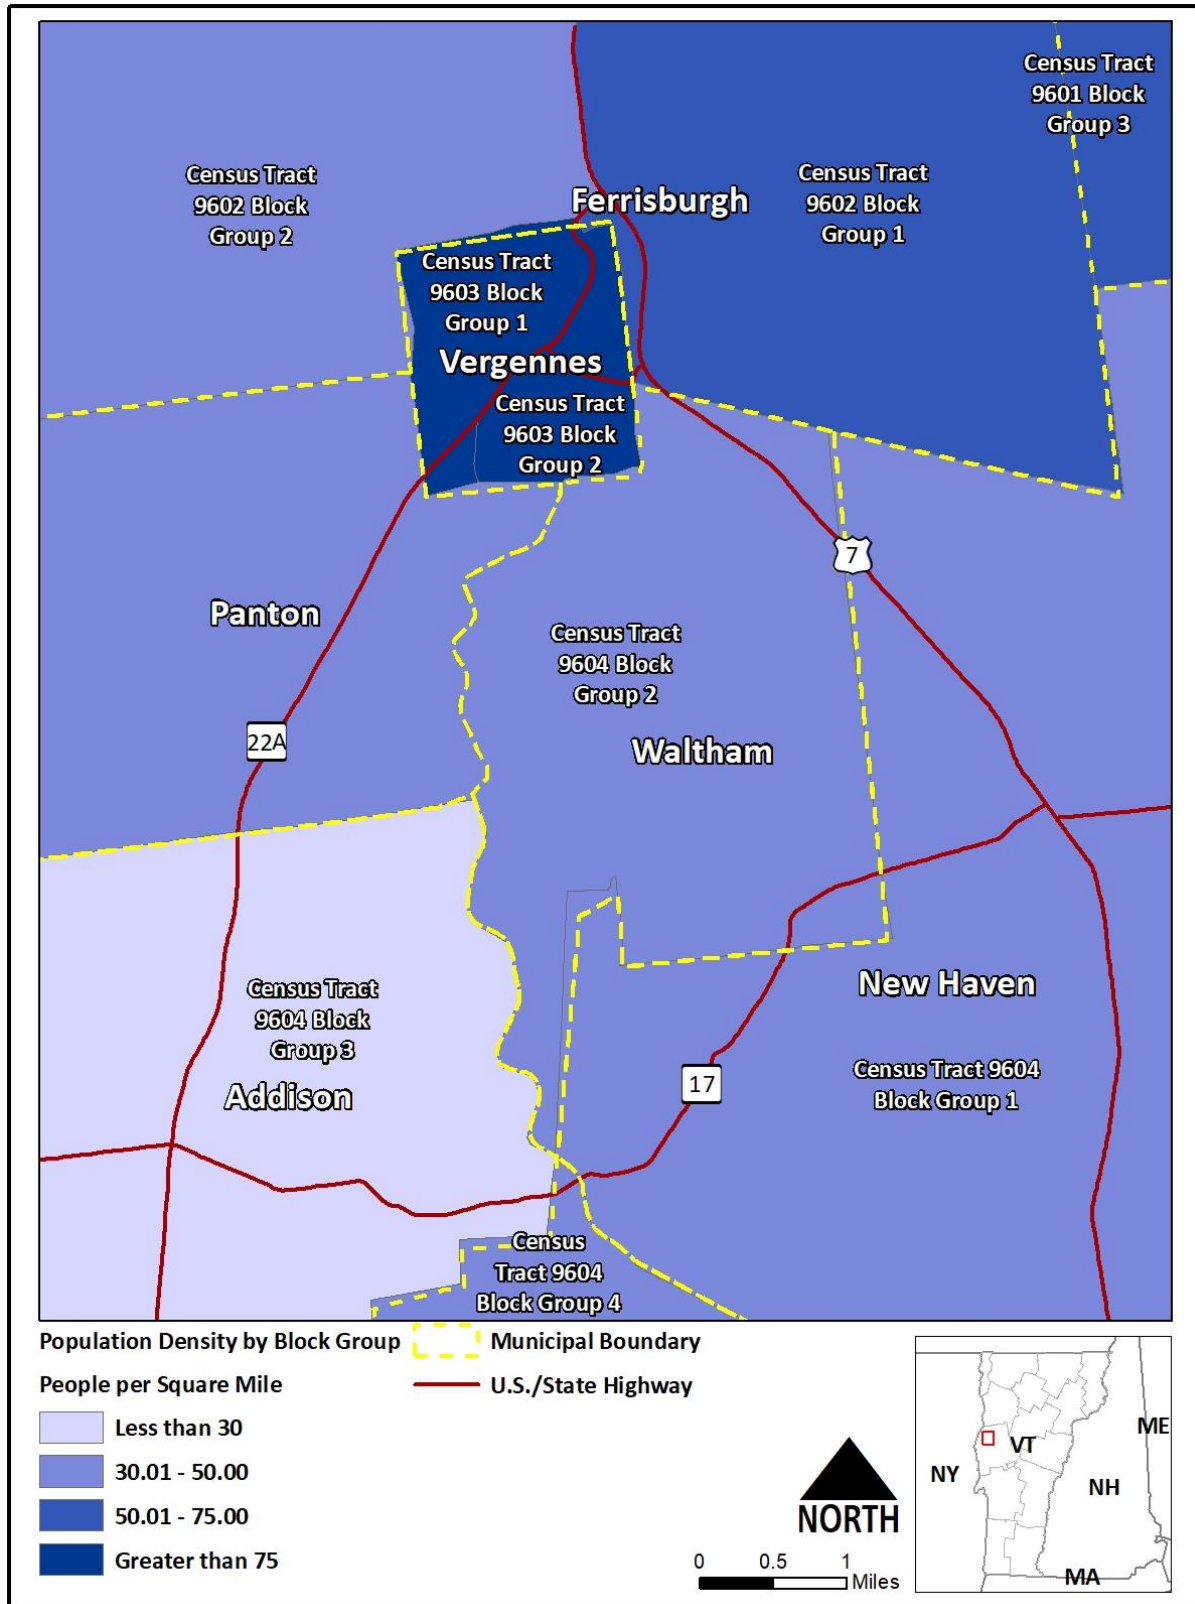 Census Tract
9601 Block
Group 3
Census Tract
9602 Block
Group 2
Ferrisburgh
Census Tract
9602 Block
Group 1
Census Tract
9603 Block
Group 1
Vergennes
Census Tract
9603 Block
Group 2
7
Panton
Census Tract
9604 Block
Group 2
22A
Waltham
Census Tract
9604 Block
Group 3
Addison
New Haven
17
Census Tract 9604
Block Group 1
Census
Tract 9604
Block Group 4
Population Density by Block Group
Municipal Boundary
People per Square Mile
U.S./State Highway
Less than 30
30.01 - 50.00
50.01 - 75.00
Greater than 75
NORTH
0 0.5 1
Miles
ME
VT
NY
NH
MA